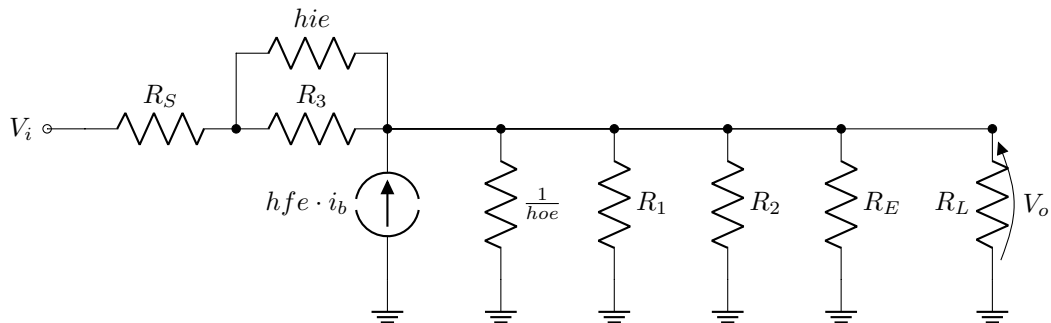 hie
R_S
R_3
V_i
hfe · i_b
1/hoe
R_1
R_2
R_E
R_L
V_o